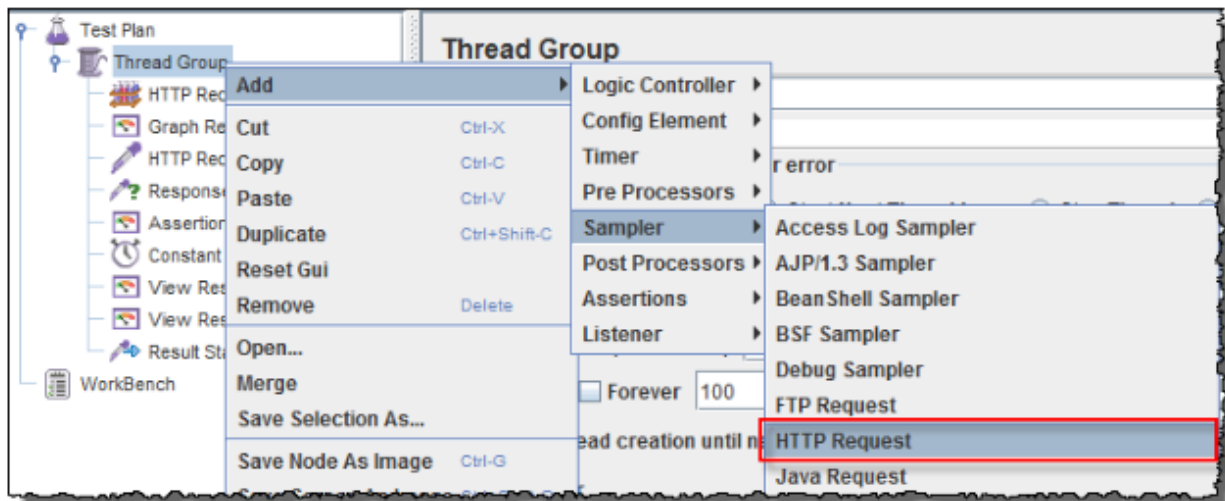 Test Plan
Thread Group
HTTP Rec
Graph Re
HTTP Rec
Respons
Assertion
Constant
View Res
View Res
Result Sta
WorkBench
Thread Group
r error
Forever 100
ead creation until n
Add
Cut Ctrl-X
Copy Ctrl-C
Paste Ctrl-V
Duplicate Ctrl+Shift-C
Reset Gui
Remove Delete
Open...
Merge
Save Selection As...
Save Node As Image Ctrl-G
Logic Controller
Config Element
Timer
Pre Processors
Sampler
Post Processors
Assertions
Listener
Access Log Sampler
AJP/1.3 Sampler
BeanShell Sampler
BSF Sampler
Debug Sampler
FTP Request
HTTP Request
Java Request